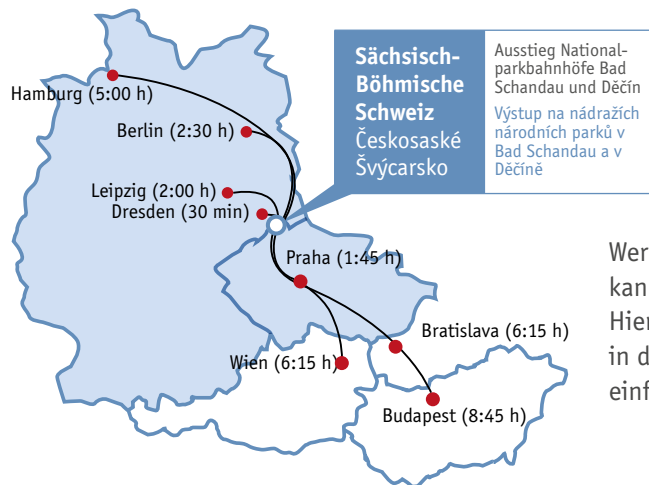 Sächsisch-
Böhmische
Schweiz
Českosaské
Švýcarsko
Ausstieg National-
parkbahnhöfe Bad
Schandau und Děčín
Výstup na nádražích
národních parků v
Bad Schandau a v
Děčíně
Hamburg (5:00 h)
Berlin (2:30 h)
Leipzig (2:00 h)
Dresden (30 min)
Praha (1:45 h)
Bratislava (6:15 h)
Wien (6:15 h)
Budapest (8:45 h)
Wer
kan
Hier
in d
einf